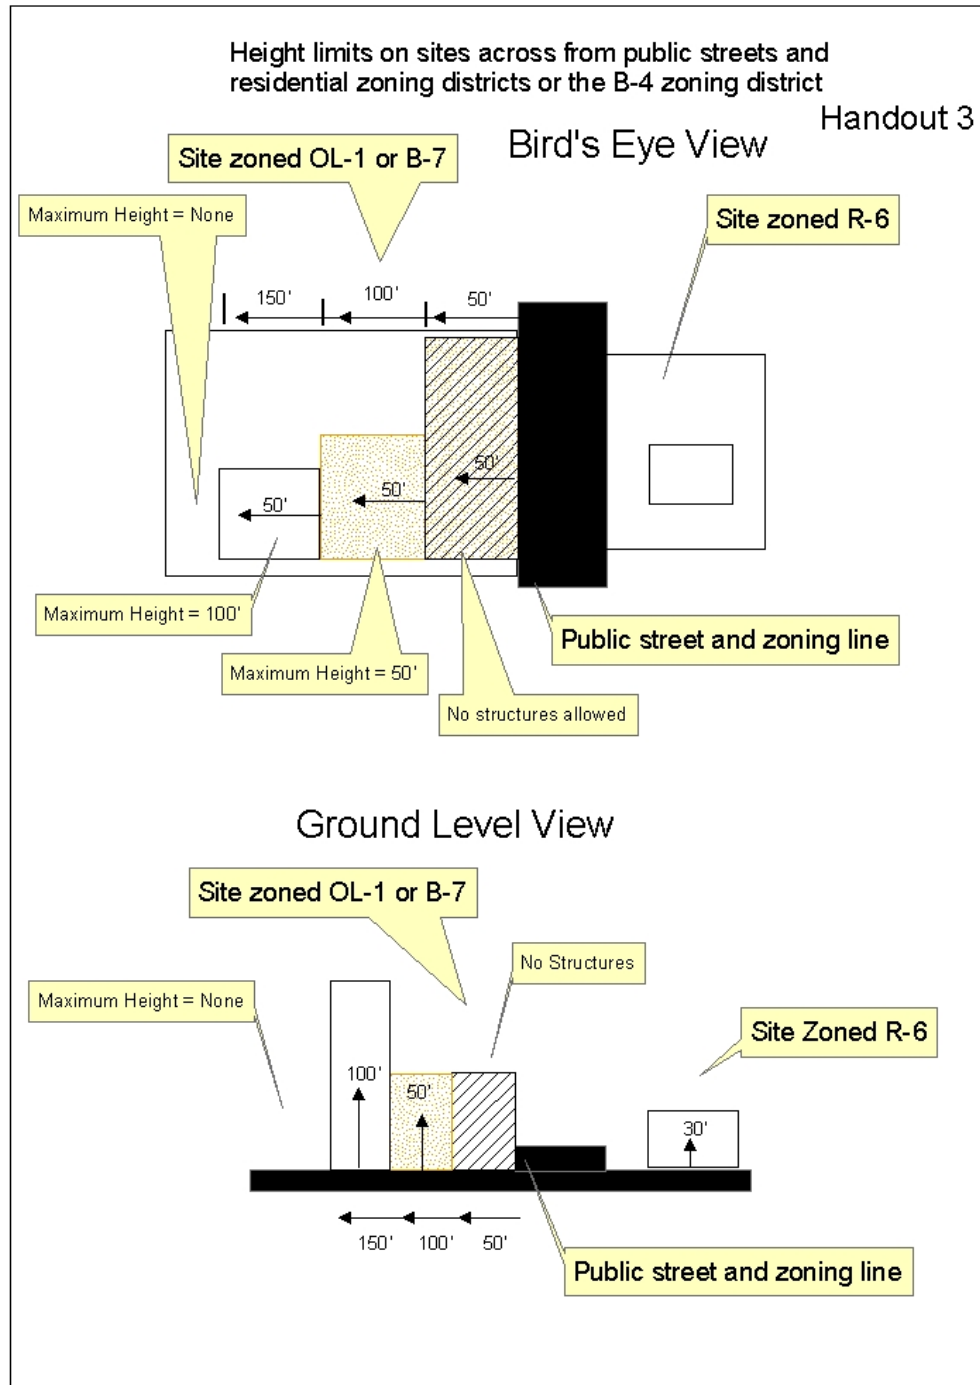 Height limits on sites across from public streets and
residential zoning districts or the B-4 zoning district
Handout 3
Bird's Eye View
Site zoned OL-1 or B-7
Maximum Height = None
Site zoned R-6
150'
100'
50'
50'
50'
50'
Maximum Height = 100'
Public street and zoning line
Maximum Height = 50'
No structures allowed
Ground Level View
Site zoned OL-1 or B-7
No Structures
Maximum Height = None
Site Zoned R-6
100'
50'
30'
150'
100'
50'
Public street and zoning line